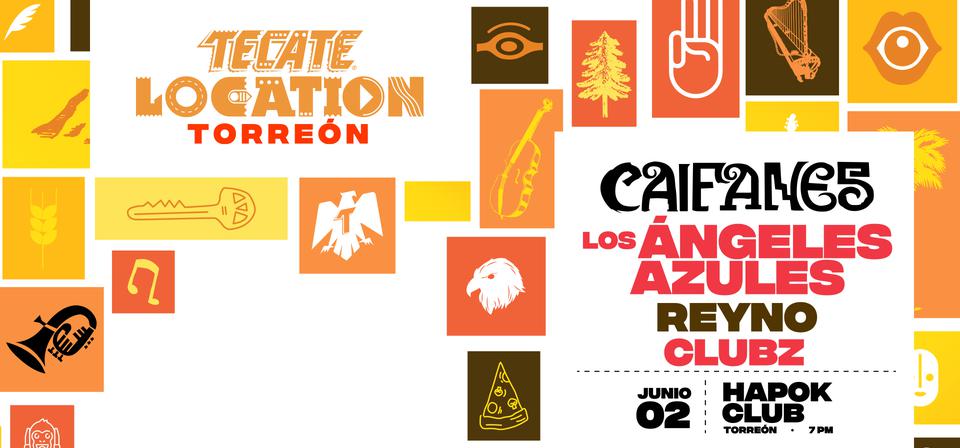 TECATE
LOCATION
TORREÓN
CAIFANES
LOS ÁNGELES
AZULES
REYNO
CLUBZ
JUNIO
02
HAPOK
CLUB
TORREÓN · 7 PM